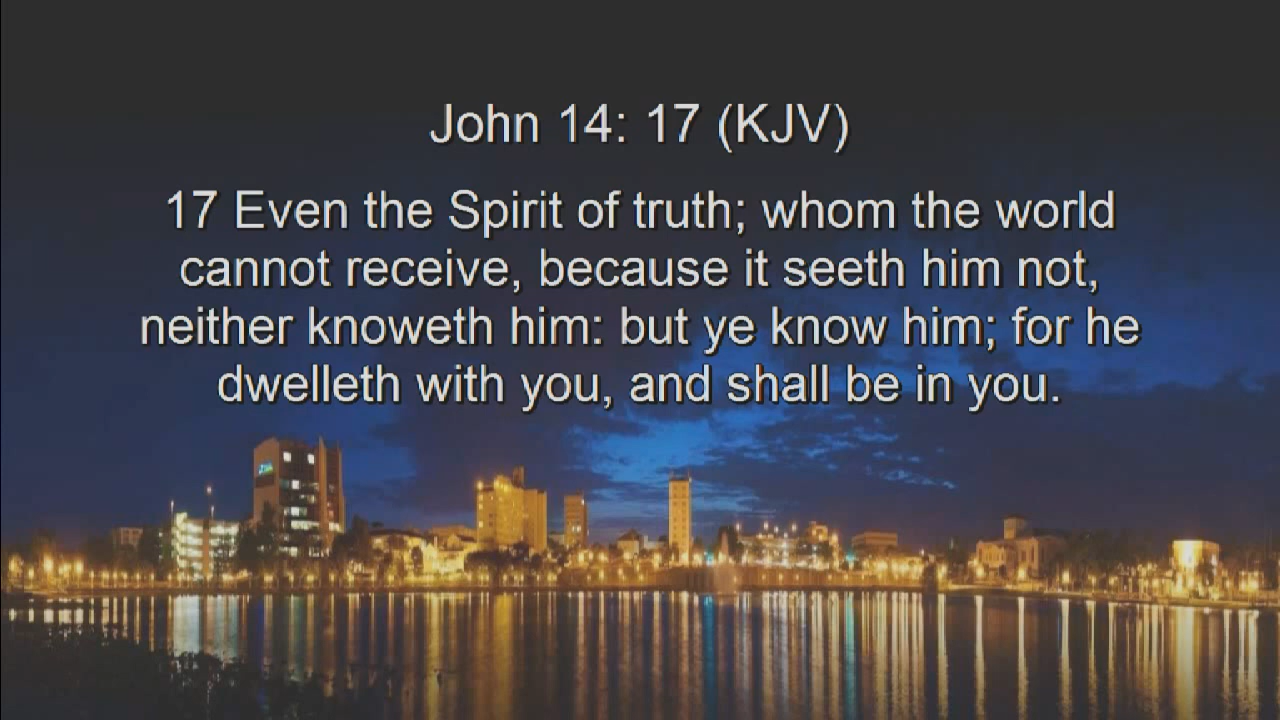 John 14: 17 (KJV)
17 Even the Spirit of truth; whom the world
cannot receive, because it seeth him not,
neither knoweth him: but ye know him; for he
dwelleth with you, and shall be in you.